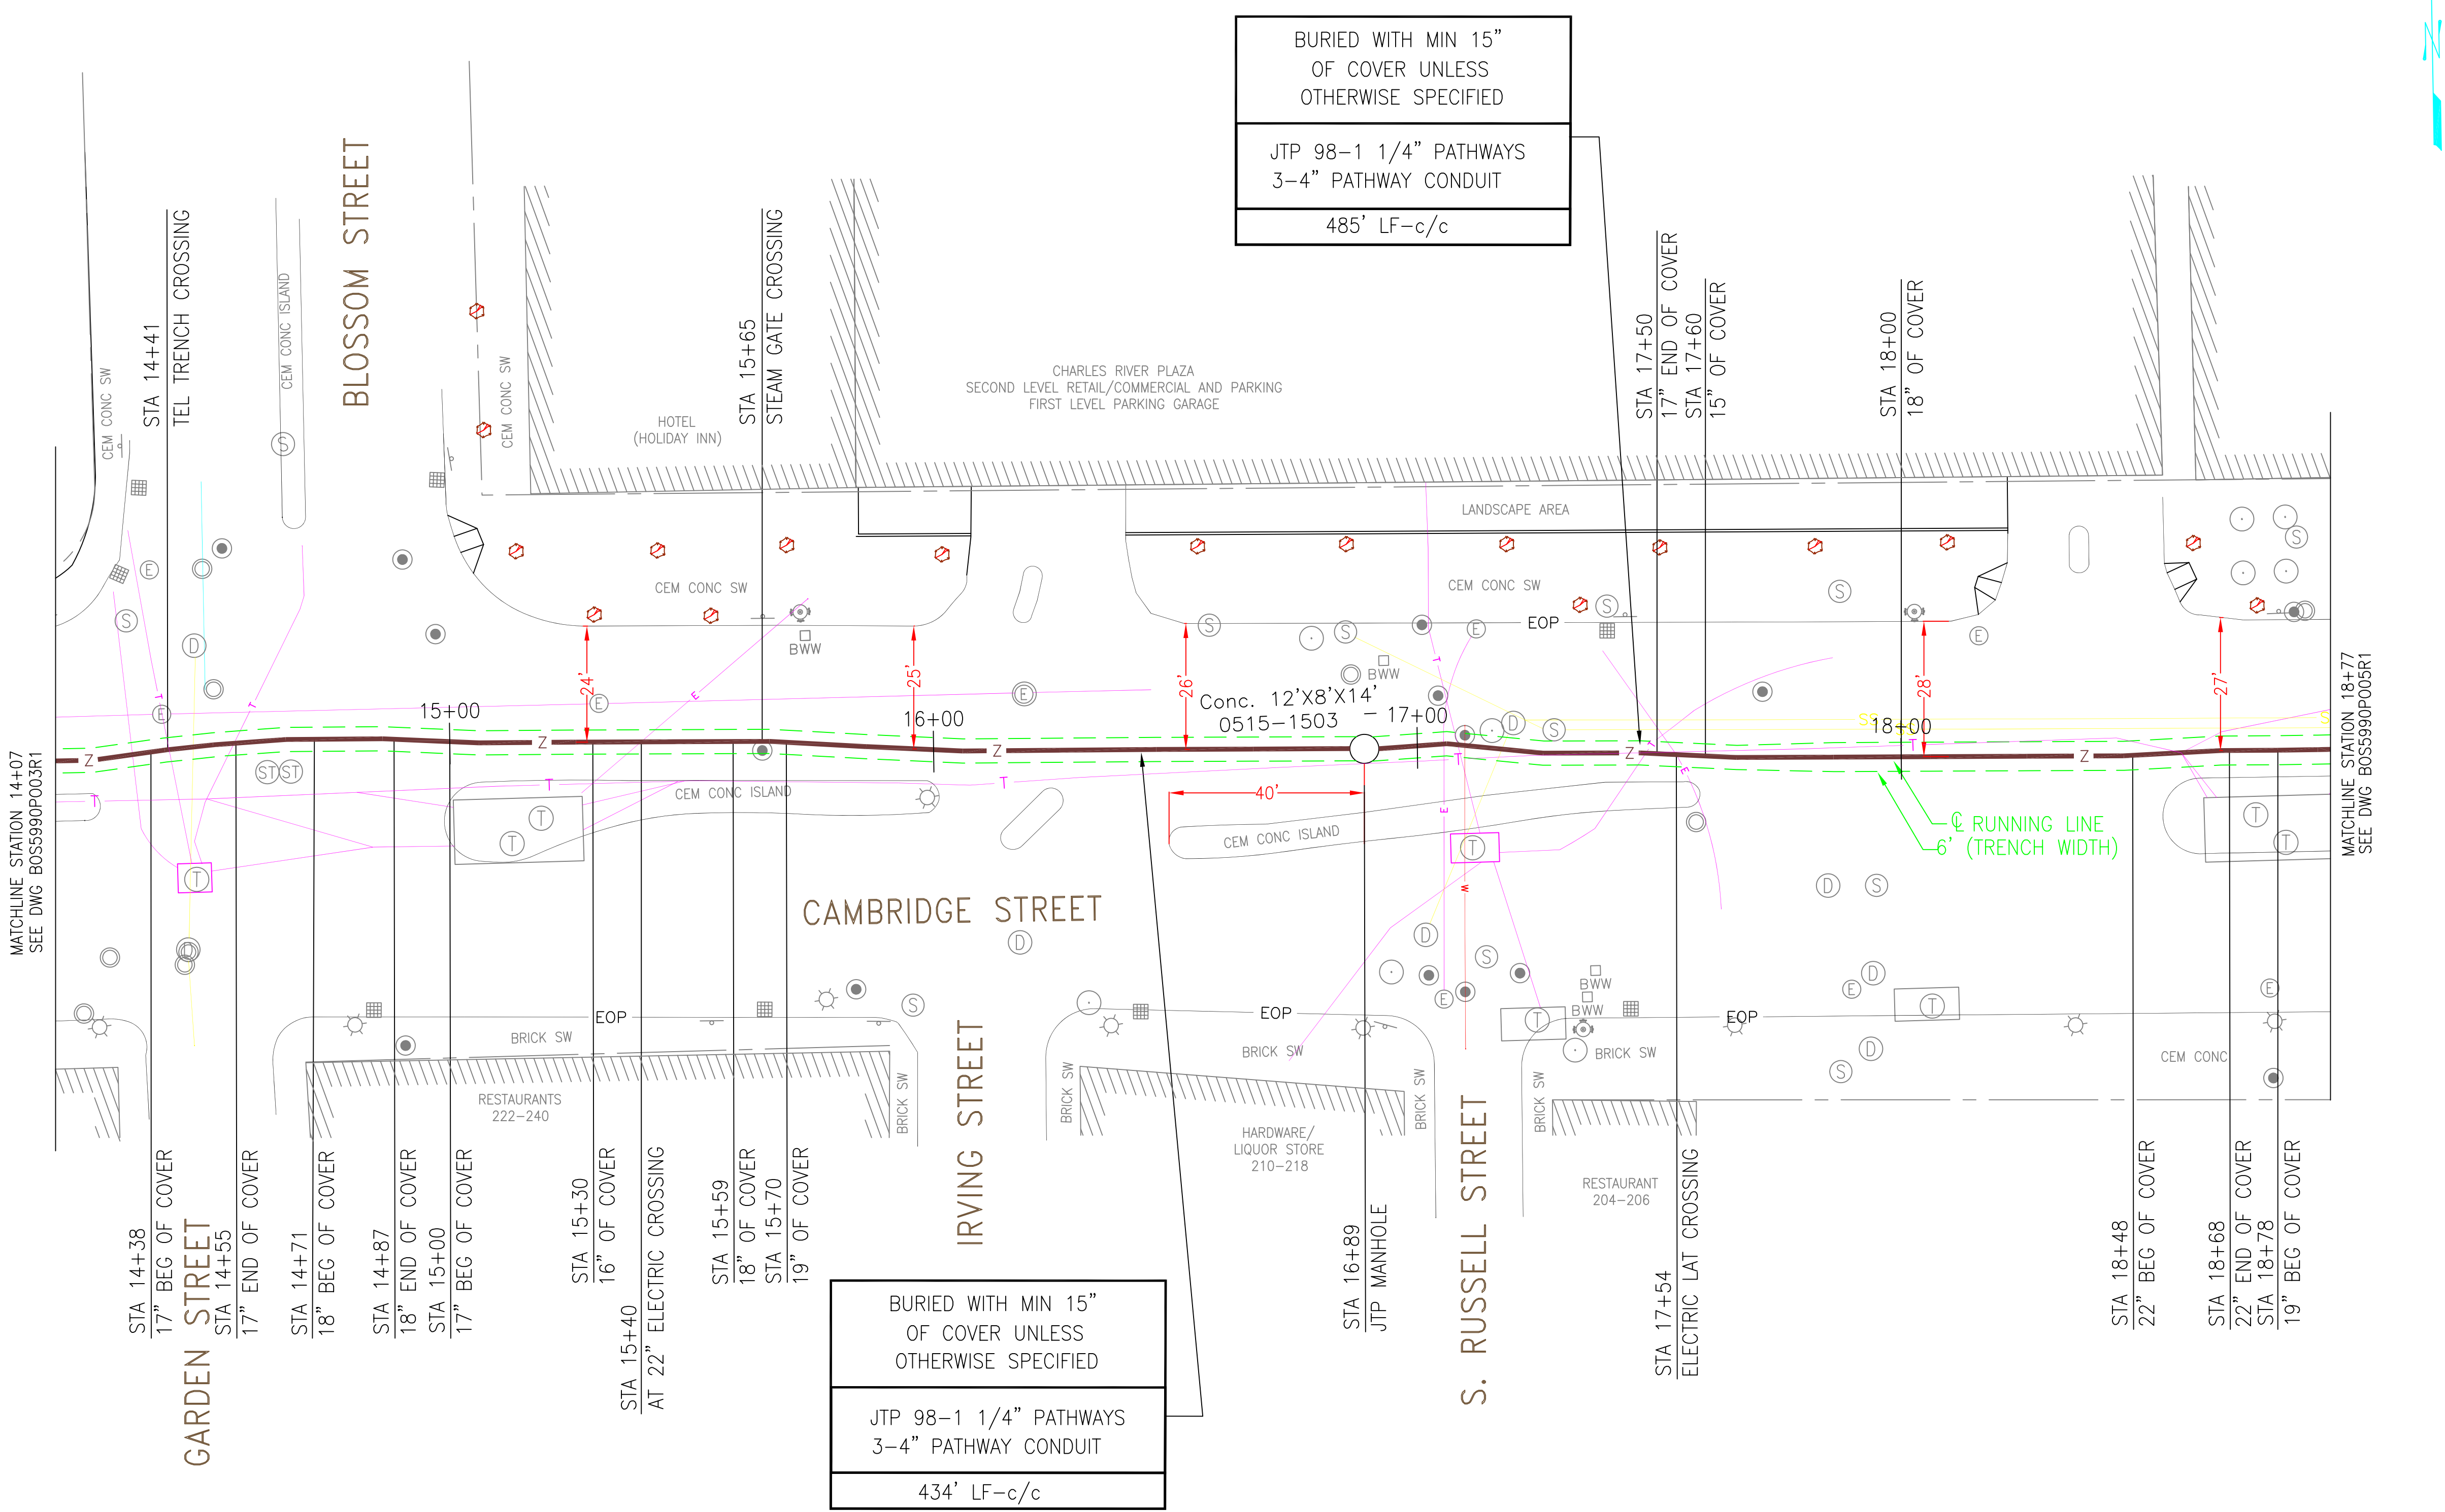 BURIED WITH MIN 15”
OF COVER UNLESS
OTHERWISE SPECIFIED
JTP 98-1 1/4” PATHWAYS
3-4” PATHWAY CONDUIT
485' LF-c/c
BLOSSOM STREET
CEM CONC SW
STA 14+41
TEL TRENCH CROSSING
CEM CONC ISLAND
CEM CONC SW
HOTEL
(HOLIDAY INN)
STA 15+65
STEAM GATE CROSSING
CHARLES RIVER PLAZA
SECOND LEVEL RETAIL/COMMERCIAL AND PARKING
FIRST LEVEL PARKING GARAGE
STA 17+50
17” END OF COVER
STA 17+60
15” OF COVER
STA 18+00
18” OF COVER
LANDSCAPE AREA
CEM CONC SW
CEM CONC SW
EOP
BWW
BWW
24'
25'
26'
28'
27'
Conc. 12'X8'X14'
0515-1503
15+00
16+00
- 17+00
18+00
SS
MATCHLINE STATION 14+07
SEE DWG BOS5990P003R1
MATCHLINE STATION 18+77
SEE DWG BOS5990P005R1
Z
Z
Z
Z
Z
E
S
D
T
ST ST
CEM CONC ISLAND
40'
CEM CONC ISLAND
℄ RUNNING LINE
6' (TRENCH WIDTH)
W
CAMBRIDGE STREET
BWW
BWW
EOP
EOP
EOP
BRICK SW
BRICK SW
BRICK SW
CEM CONC
BRICK SW
BRICK SW
BRICK SW
BRICK SW
RESTAURANTS
222-240
HARDWARE/
LIQUOR STORE
210-218
RESTAURANT
204-206
GARDEN STREET
IRVING STREET
S. RUSSELL STREET
STA 14+38
17” BEG OF COVER
STA 14+55
17” END OF COVER
STA 14+71
18” BEG OF COVER
STA 14+87
18” END OF COVER
STA 15+00
17” BEG OF COVER
STA 15+30
16” OF COVER
STA 15+40
AT 22” ELECTRIC CROSSING
STA 15+59
18” OF COVER
STA 15+70
19” OF COVER
STA 16+89
JTP MANHOLE
STA 17+54
ELECTRIC LAT CROSSING
STA 18+48
22” BEG OF COVER
STA 18+68
22” END OF COVER
STA 18+78
19” BEG OF COVER
BURIED WITH MIN 15”
OF COVER UNLESS
OTHERWISE SPECIFIED
JTP 98-1 1/4” PATHWAYS
3-4” PATHWAY CONDUIT
434' LF-c/c